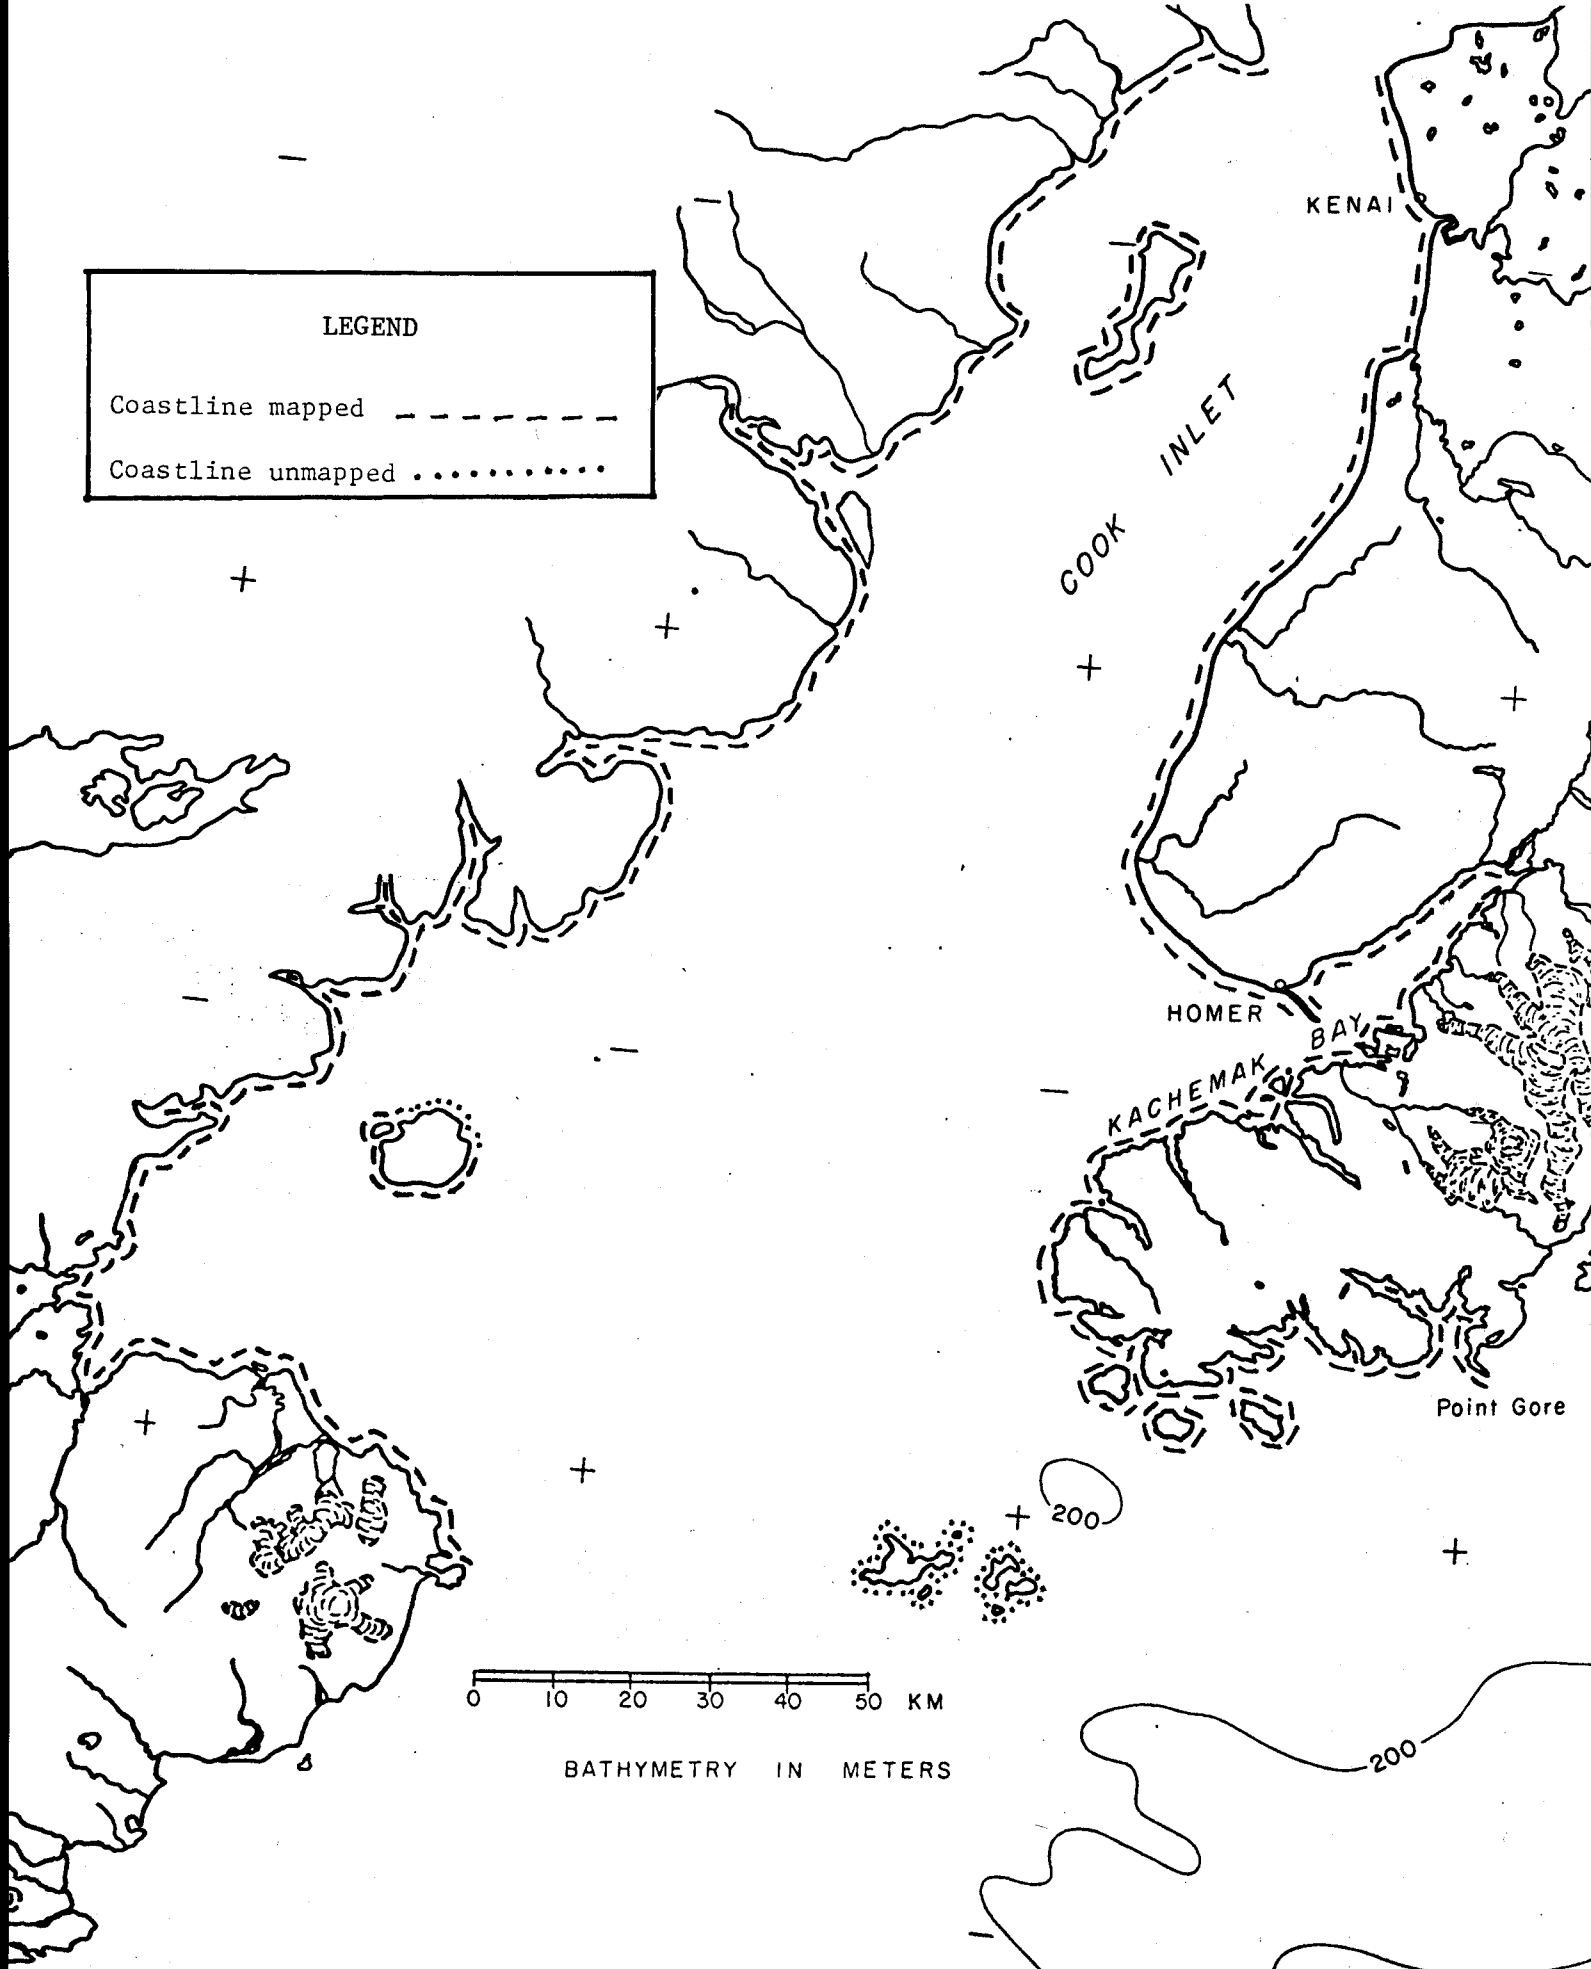 KENAI
LEGEND
Coastline mapped
Coastline unmapped
COOK INLET
HOMER
KACHEMAK BAY
Point Gore
200
0 10 20 30 40 50 KM
200
BATHYMETRY IN METERS